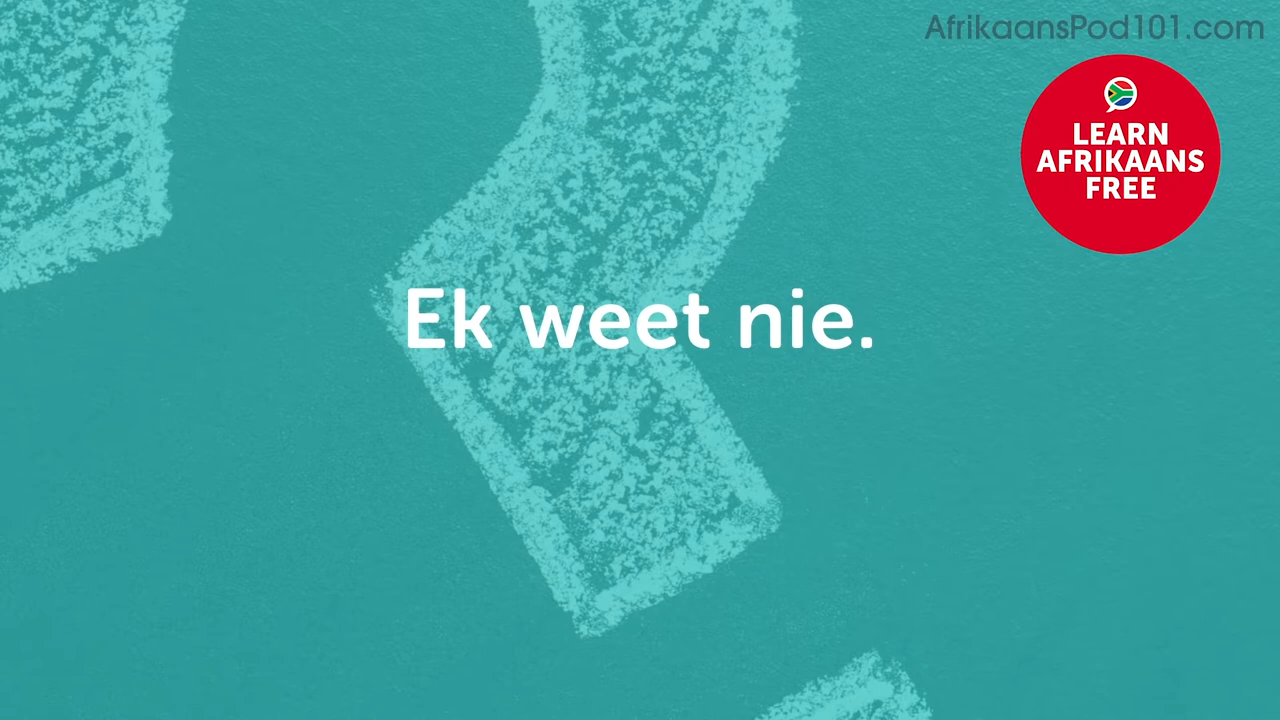 AfrikaansPod101.com
LEARN
AFRIKAANS
FREE
Ek weet nie.